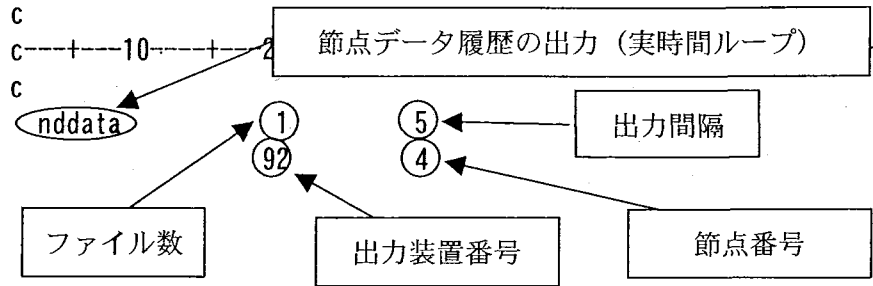 c
c---+---10---+---2
節点データ履歴の出力（実時間ループ）
c
nddata 1 5
出力間隔
92 4
ファイル数
出力装置番号
節点番号